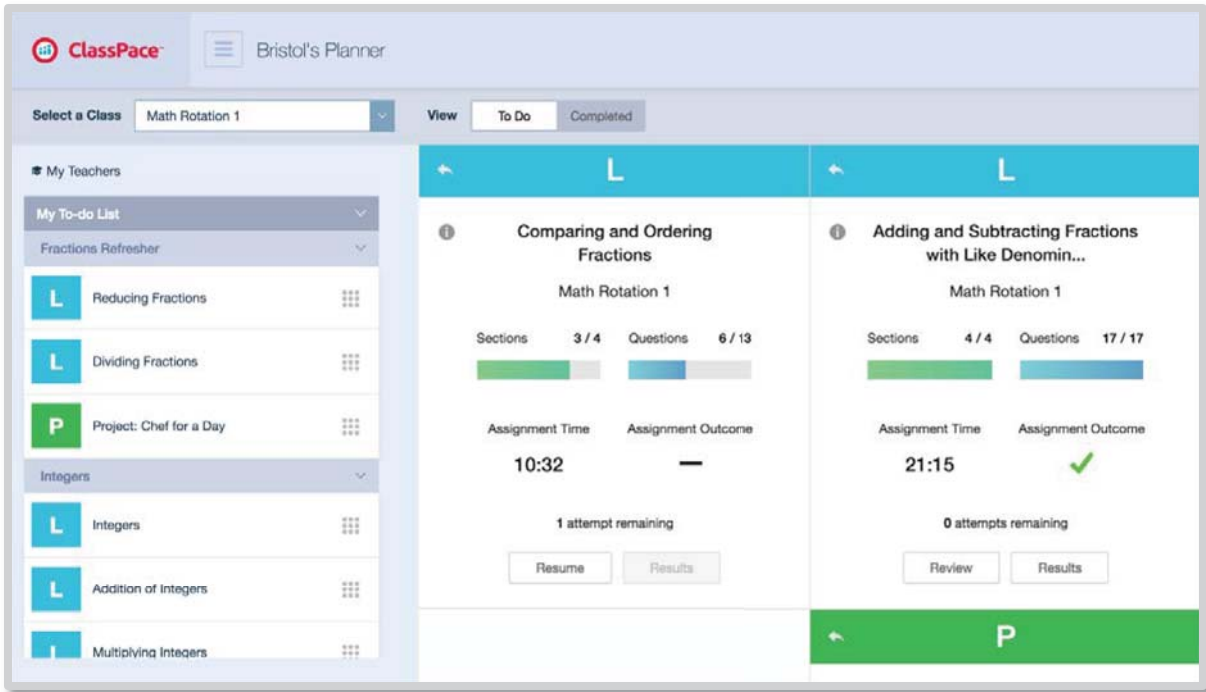 ClassPace
Bristol's Planner
Select a Class
Math Rotation 1
View
To Do
Completed
My Teachers
My To-do List
Fractions Refresher
L
Reducing Fractions
L
Dividing Fractions
P
Project: Chef for a Day
Integers
L
Integers
L
Addition of Integers
L
Multiplying Integers
L
Comparing and Ordering
Fractions
Math Rotation 1
Sections 3 / 4 Questions 6 / 13
Assignment Time Assignment Outcome
10:32 —
1 attempt remaining
Resume Results
L
Adding and Subtracting Fractions
with Like Denomin...
Math Rotation 1
Sections 4 / 4 Questions 17 / 17
Assignment Time Assignment Outcome
21:15
0 attempts remaining
Review Results
P